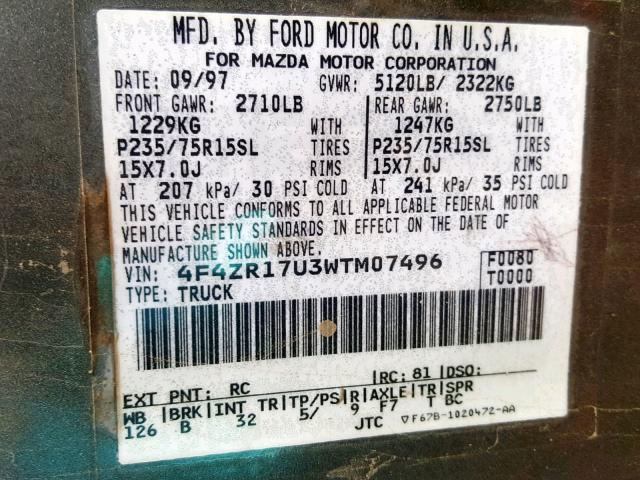 MFD. BY FORD MOTOR CO. IN U.S.A.
FOR MAZDA MOTOR CORPORATION
DATE: 09/97 GVWR: 5120LB/ 2322KG
FRONT GAWR: 2710LB REAR GAWR: 2750LB
1229KG WITH 1247KG WITH
P235/75R15SL TIRES P235/75R15SL TIRES
15X7.0J RIMS 15X7.0J RIMS
AT 207 kPa/ 30 PSI COLD AT 241 kPa/ 35 PSI COLD
THIS VEHICLE CONFORMS TO ALL APPLICABLE FEDERAL MOTOR
VEHICLE SAFETY STANDARDS IN EFFECT ON THE DATE OF
MANUFACTURE SHOWN ABOVE.
VIN: 4F4ZR17U3WTM07496 F0080
TYPE: TRUCK T0000
EXT PNT: RC RC: 81 DSO:
WB BRK INT TR TP/PS R AXLE TR SPR
126 B 32 5/ 9 F7 T BC
JTC F67B-1020472-AA